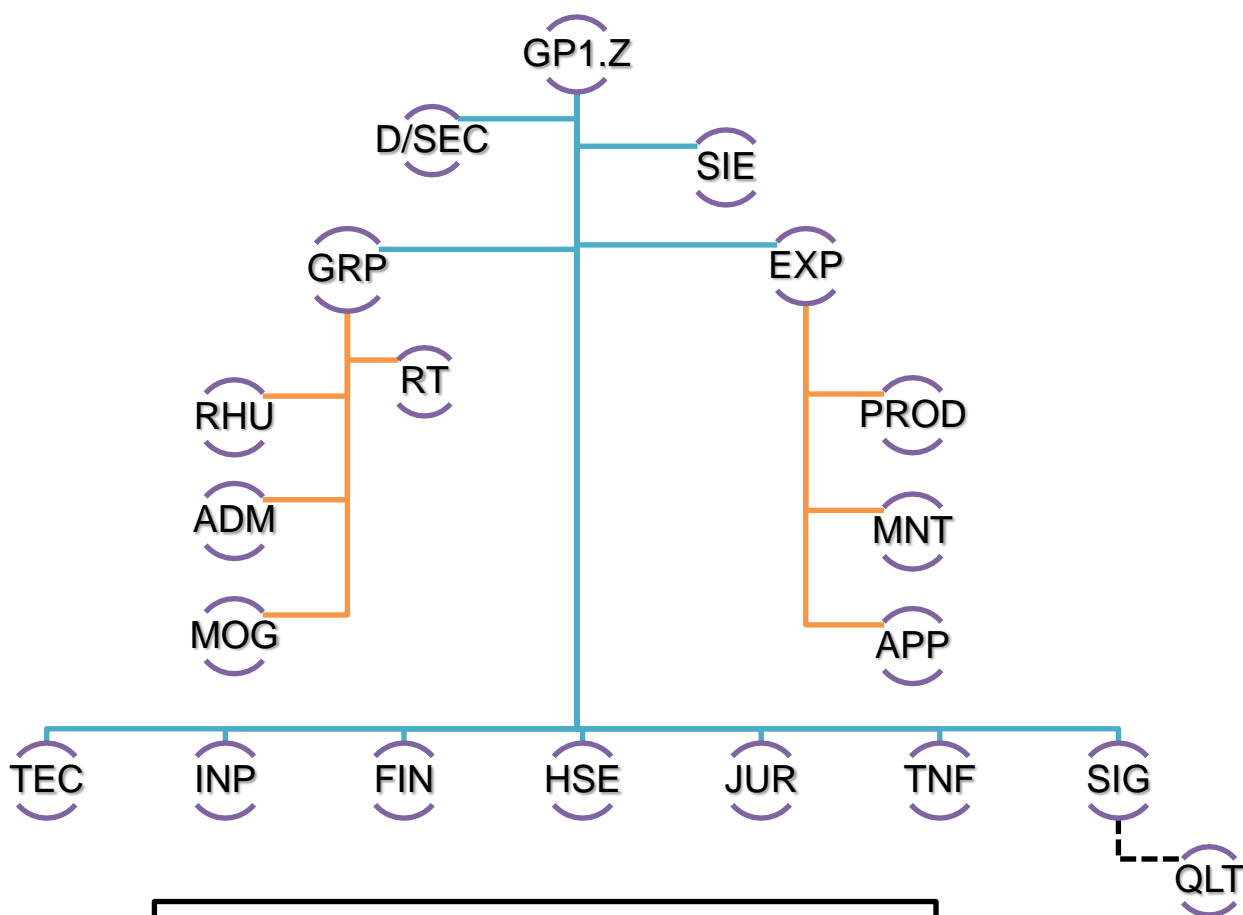 GP1.Z
D/SEC
SIE
GRP
EXP
RT
RHU
PROD
ADM
MNT
MOG
APP
TEC
INP
FIN
HSE
JUR
TNF
SIG
QLT